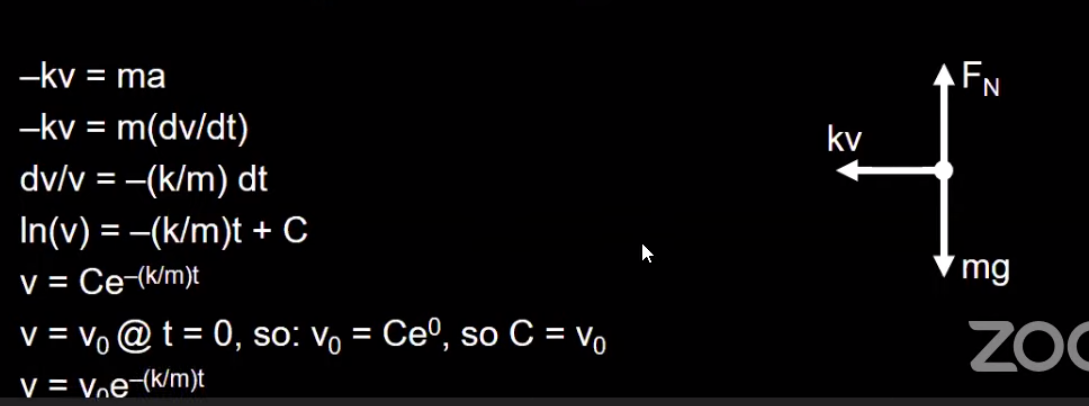 –kv = ma
–kv = m(dv/dt)
dv/v = –(k/m) dt
ln(v) = –(k/m)t + C
v = Ce^–(k/m)t
v = v₀ @ t = 0, so: v₀ = Ce⁰, so C = v₀
v = v₀e^–(k/m)t
F_N
kv
mg
ZOO